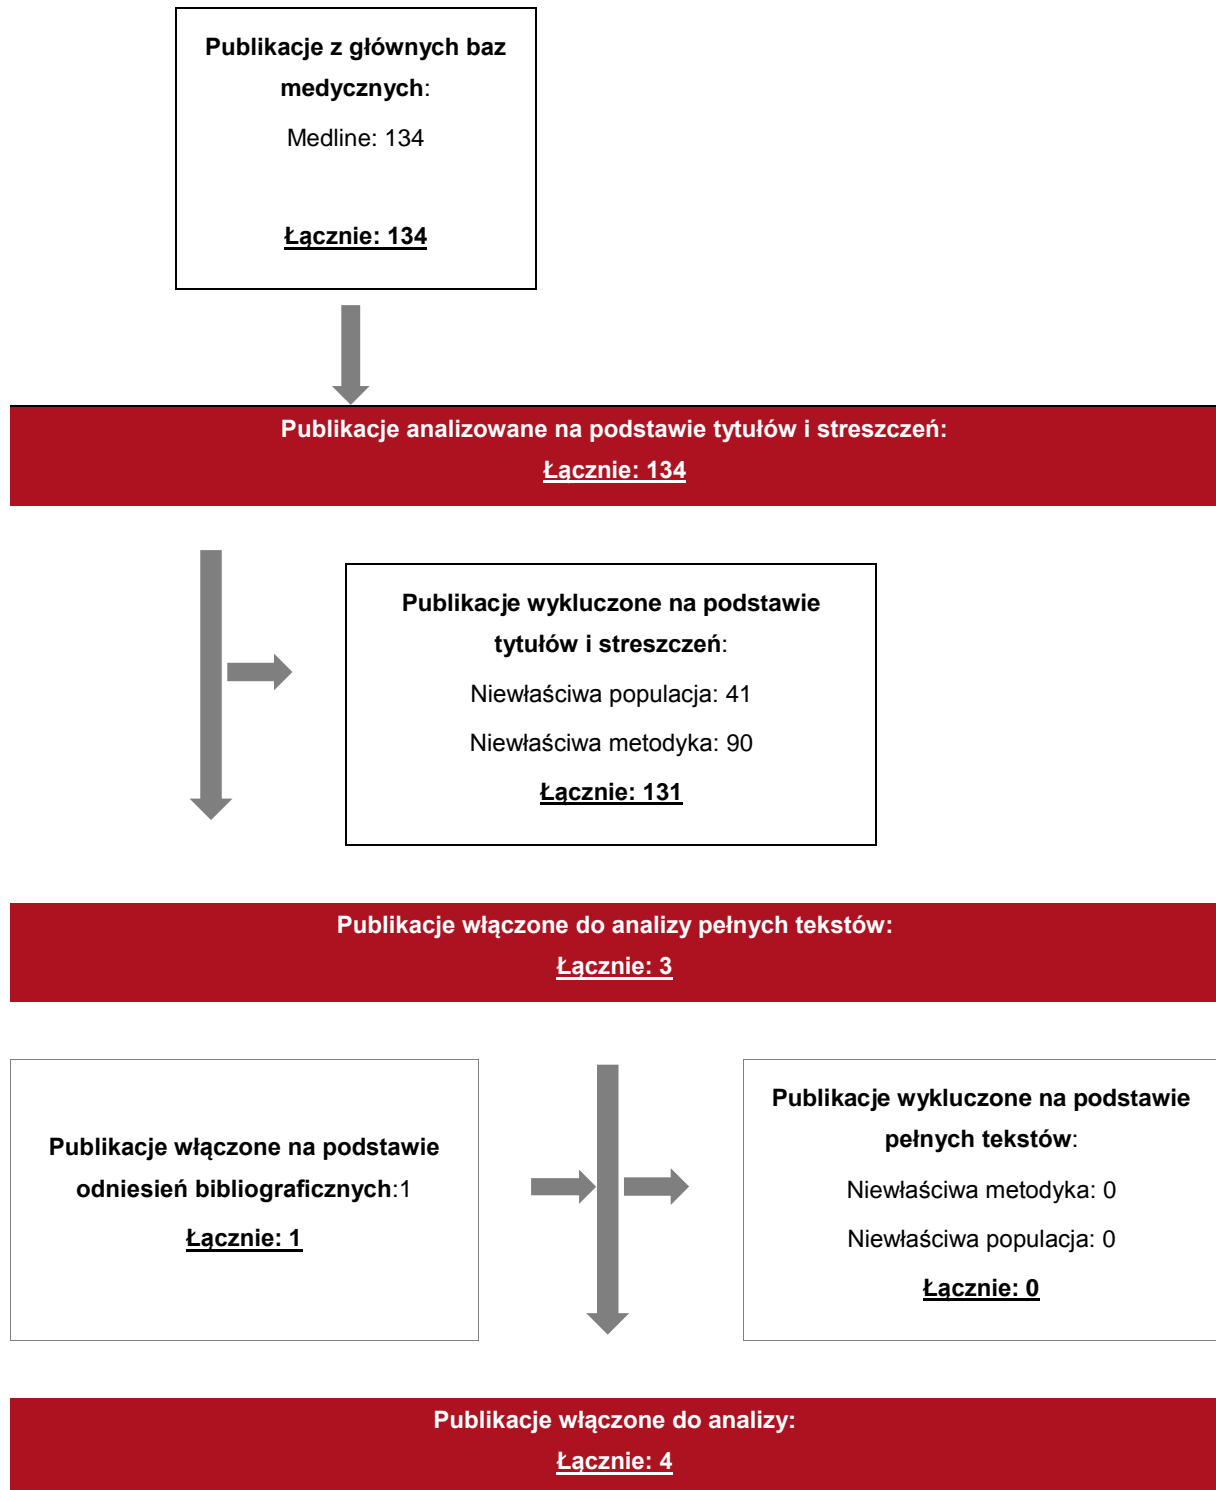 Publikacje z głównych baz
medycznych:
Medline: 134
Łącznie: 134
Publikacje analizowane na podstawie tytułów i streszczeń:
Łącznie: 134
Publikacje wykluczone na podstawie
tytułów i streszczeń:
Niewłaściwa populacja: 41
Niewłaściwa metodyka: 90
Łącznie: 131
Publikacje włączone do analizy pełnych tekstów:
Łącznie: 3
Publikacje włączone na podstawie
odniesień bibliograficznych:1
Łącznie: 1
Publikacje wykluczone na podstawie
pełnych tekstów:
Niewłaściwa metodyka: 0
Niewłaściwa populacja: 0
Łącznie: 0
Publikacje włączone do analizy:
Łącznie: 4